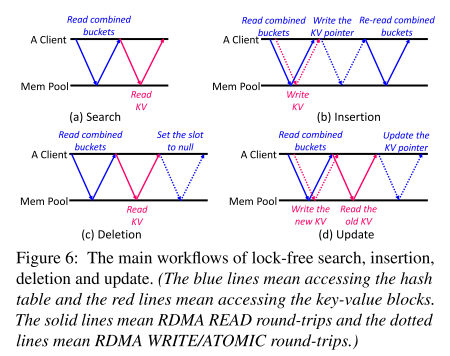 Read combined
buckets
A Client
Mem Pool
Read
KV
(a) Search
Read combined
buckets
Write the
KV pointer
Re-read combined
buckets
A Client
Mem Pool
Write
KV
(b) Insertion
Read combined
buckets
Set the slot
to null
A Client
Mem Pool
Read
KV
(c) Deletion
Read combined
buckets
Update the
KV pointer
A Client
Mem Pool
Write the
new KV
Read the
old KV
(d) Update
Figure 6: The main workflows of lock-free search, insertion,
deletion and update. (The blue lines mean accessing the hash
table and the red lines mean accessing the key-value blocks.
The solid lines mean RDMA READ round-trips and the dotted
lines mean RDMA WRITE/ATOMIC round-trips.)